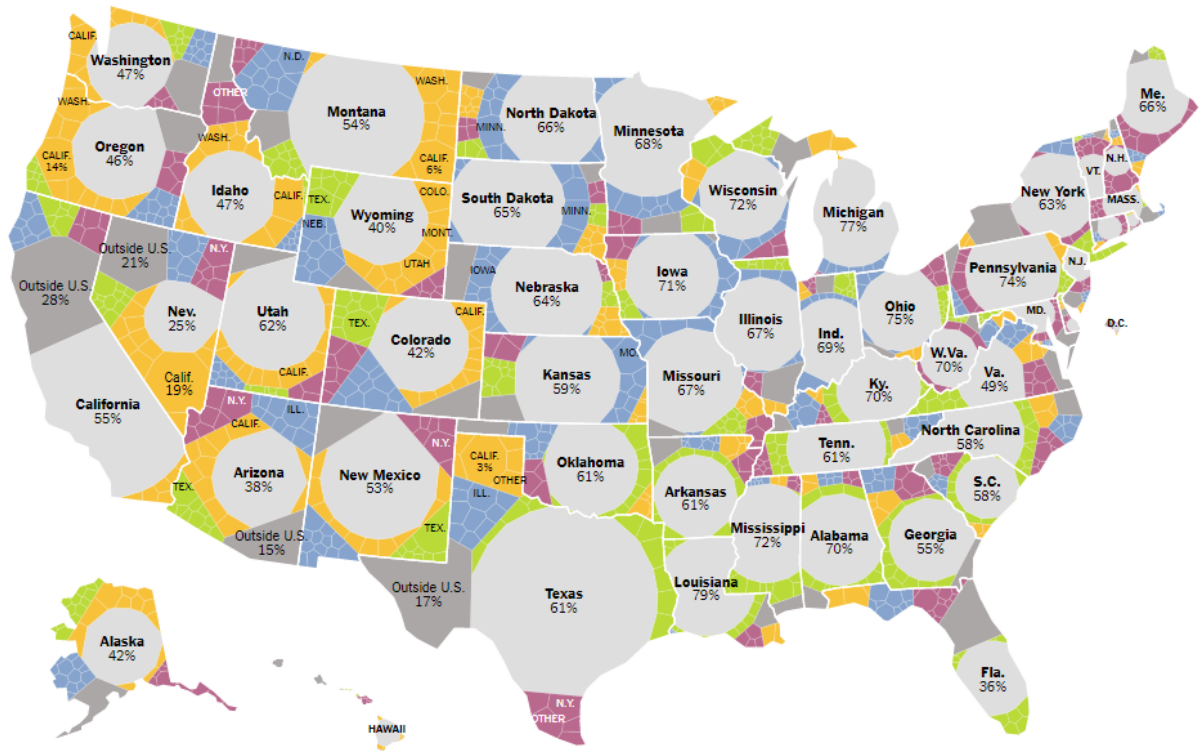 CALIF.
Washington
47%
N.D.
OTHER
WASH.
Montana
54%
CALIF.
6%
WASH.
CALIF.
14%
Oregon
46%
WASH.
Idaho
47%
CALIF.
TEX.
NEB.
Wyoming
40%
COLO.
MONT.
UTAH
MINN.
North Dakota
66%
Minnesota
68%
South Dakota
65%
MINN.
Wisconsin
72%
Michigan
77%
Me.
66%
VT.
N.H.
New York
63%
MASS.
Outside U.S.
28%
Outside U.S.
21%
N.Y.
Nev.
25%
Calif.
19%
Utah
62%
CALIF.
TEX.
Colorado
42%
CALIF.
IOWA
Nebraska
64%
Iowa
71%
MO.
Kansas
59%
Missouri
67%
Illinois
67%
Ind.
69%
Ohio
75%
Pennsylvania
74%
N.J.
MD.
D.C.
W.Va.
70%
Va.
49%
Ky.
70%
California
55%
TEX.
N.Y.
CALIF.
ILL.
Arizona
38%
Outside U.S.
15%
New Mexico
53%
N.Y.
TEX.
CALIF.
3%
OTHER
ILL.
Oklahoma
61%
Arkansas
61%
Tenn.
61%
North Carolina
58%
S.C.
58%
Mississippi
72%
Alabama
70%
Georgia
55%
Louisiana
79%
Outside U.S.
17%
Texas
61%
N.Y.
OTHER
Fla.
36%
Alaska
42%
HAWAII